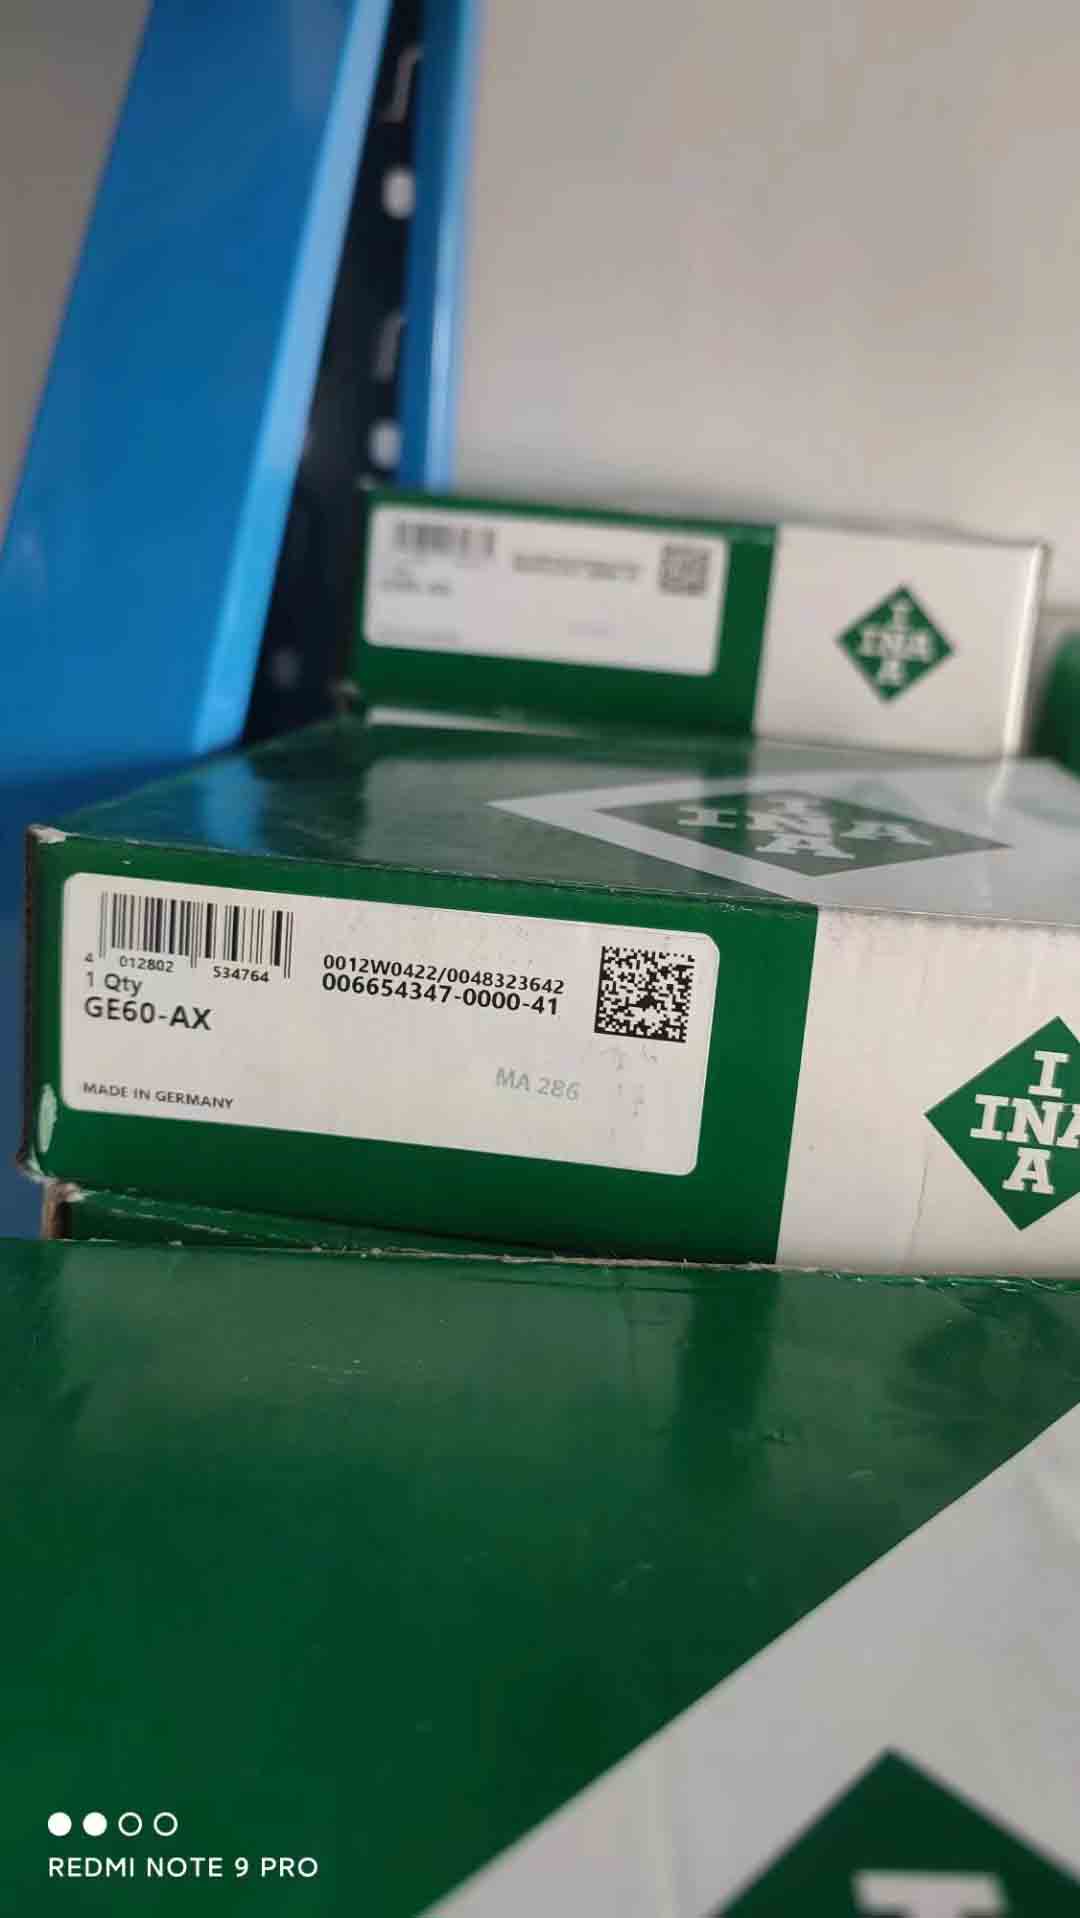 INA
INA
4 012802 534764
1 Qty
GE60-AX
0012W0422/0048323642
006654347-0000-41
MA 286
MADE IN GERMANY
I
INA
A
REDMI NOTE 9 PRO